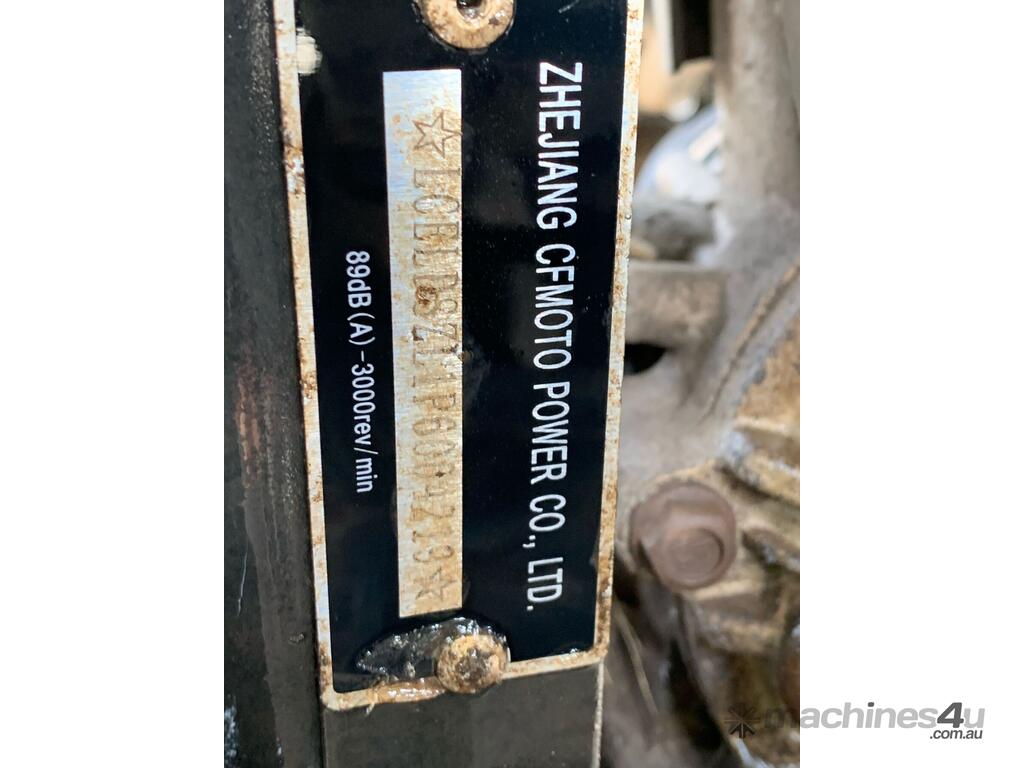 ZHEJIANG CFMOTO POWER CO., LTD.
89dB(A)-3000rev/min
machines4u
.com.au